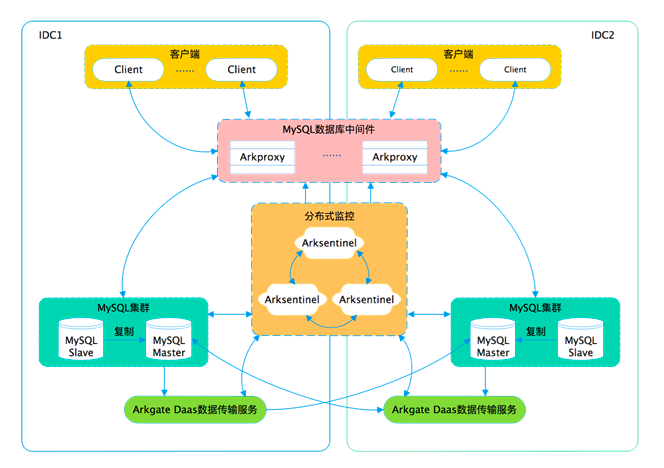 IDC1
IDC2
客户端
Client
……
Client
客户端
Client
……
Client
MySQL数据库中间件
Arkproxy
……
Arkproxy
分布式监控
Arksentinel
Arksentinel
Arksentinel
MySQL集群
复制
MySQL
Slave
MySQL
Master
MySQL集群
复制
MySQL
Master
MySQL
Slave
Arkgate Daas数据传输服务
Arkgate Daas数据传输服务